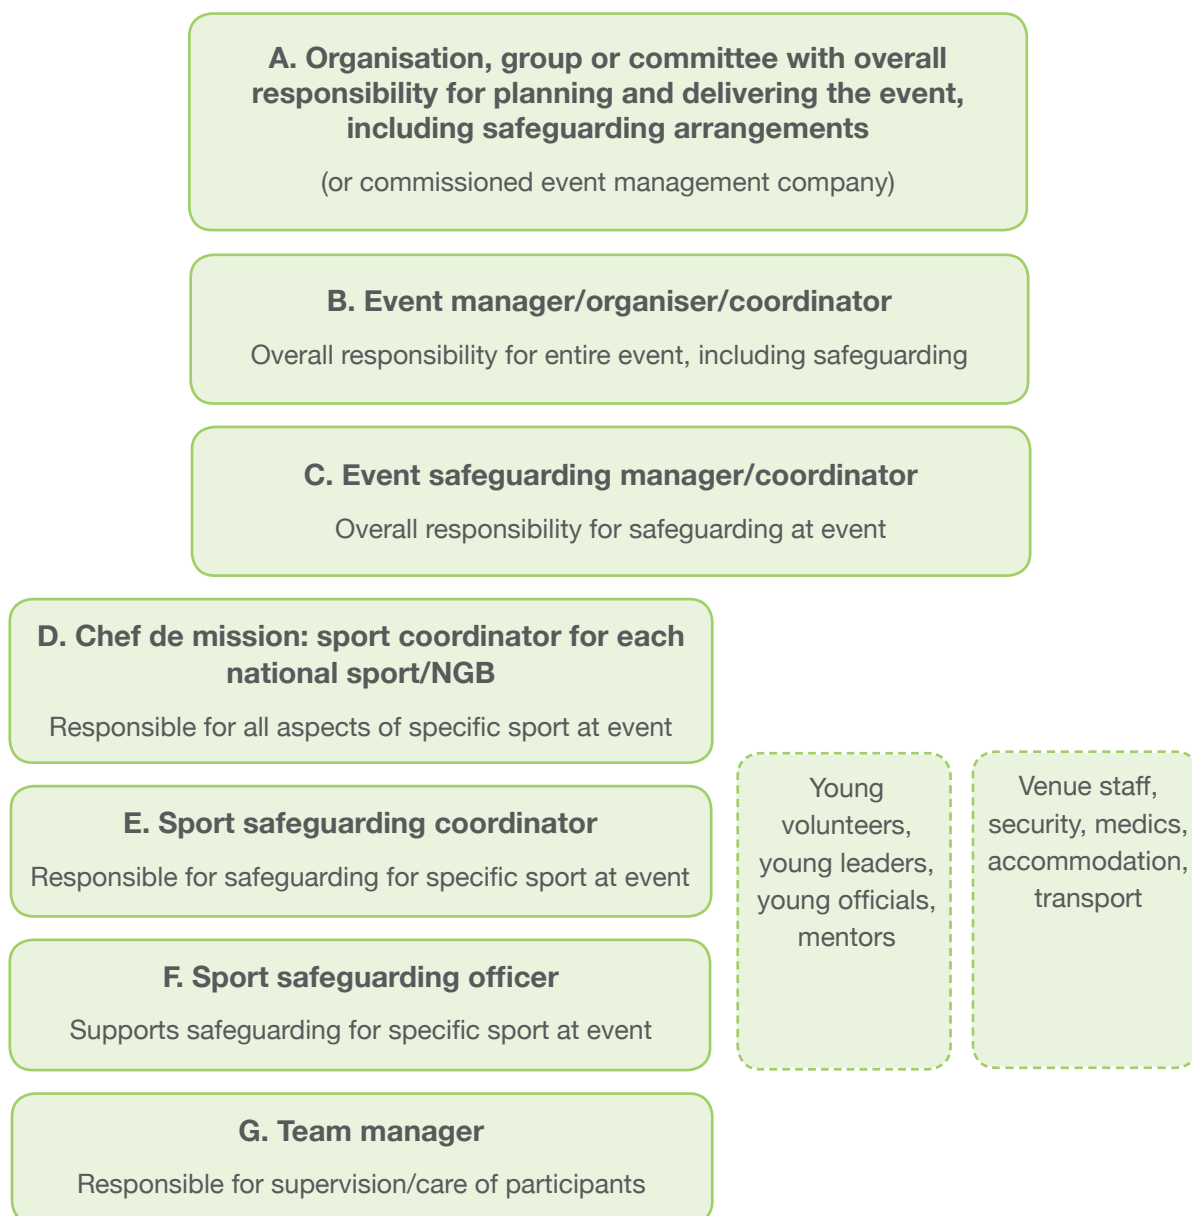 A. Organisation, group or committee with overall
responsibility for planning and delivering the event,
including safeguarding arrangements
(or commissioned event management company)
B. Event manager/organiser/coordinator
Overall responsibility for entire event, including safeguarding
C. Event safeguarding manager/coordinator
Overall responsibility for safeguarding at event
D. Chef de mission: sport coordinator for each
national sport/NGB
Responsible for all aspects of specific sport at event
E. Sport safeguarding coordinator
Responsible for safeguarding for specific sport at event
F. Sport safeguarding officer
Supports safeguarding for specific sport at event
G. Team manager
Responsible for supervision/care of participants
Young
volunteers,
young leaders,
young officials,
mentors
Venue staff,
security, medics,
accommodation,
transport